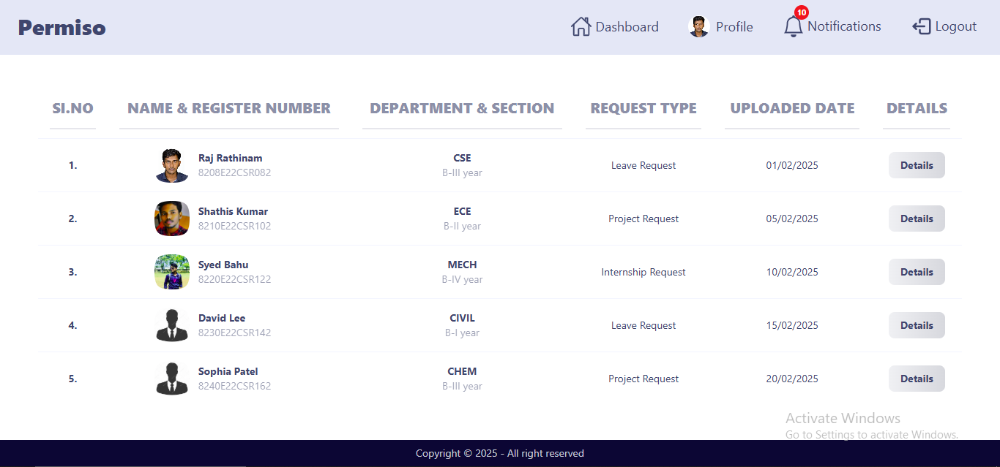 Permiso
Dashboard Profile 10 Notifications Logout
SI.NO NAME & REGISTER NUMBER DEPARTMENT & SECTION REQUEST TYPE UPLOADED DATE DETAILS
1. Raj Rathinam CSE Leave Request 01/02/2025 Details
8208E22CSR082 B-III year
2. Shathis Kumar ECE Project Request 05/02/2025 Details
8210E22CSR102 B-II year
3. Syed Bahu MECH Internship Request 10/02/2025 Details
8220E22CSR122 B-IV year
4. David Lee CIVIL Leave Request 15/02/2025 Details
8230E22CSR142 B-I year
5. Sophia Patel CHEM Project Request 20/02/2025 Details
8240E22CSR162 B-III year
Activate Windows
Go to Settings to activate Windows.
Copyright © 2025 - All right reserved